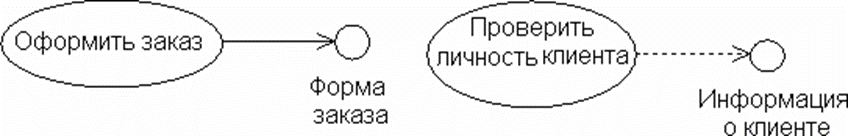 Оформить заказ
Форма
заказа
Проверить
личность клиента
Информация
о клиенте